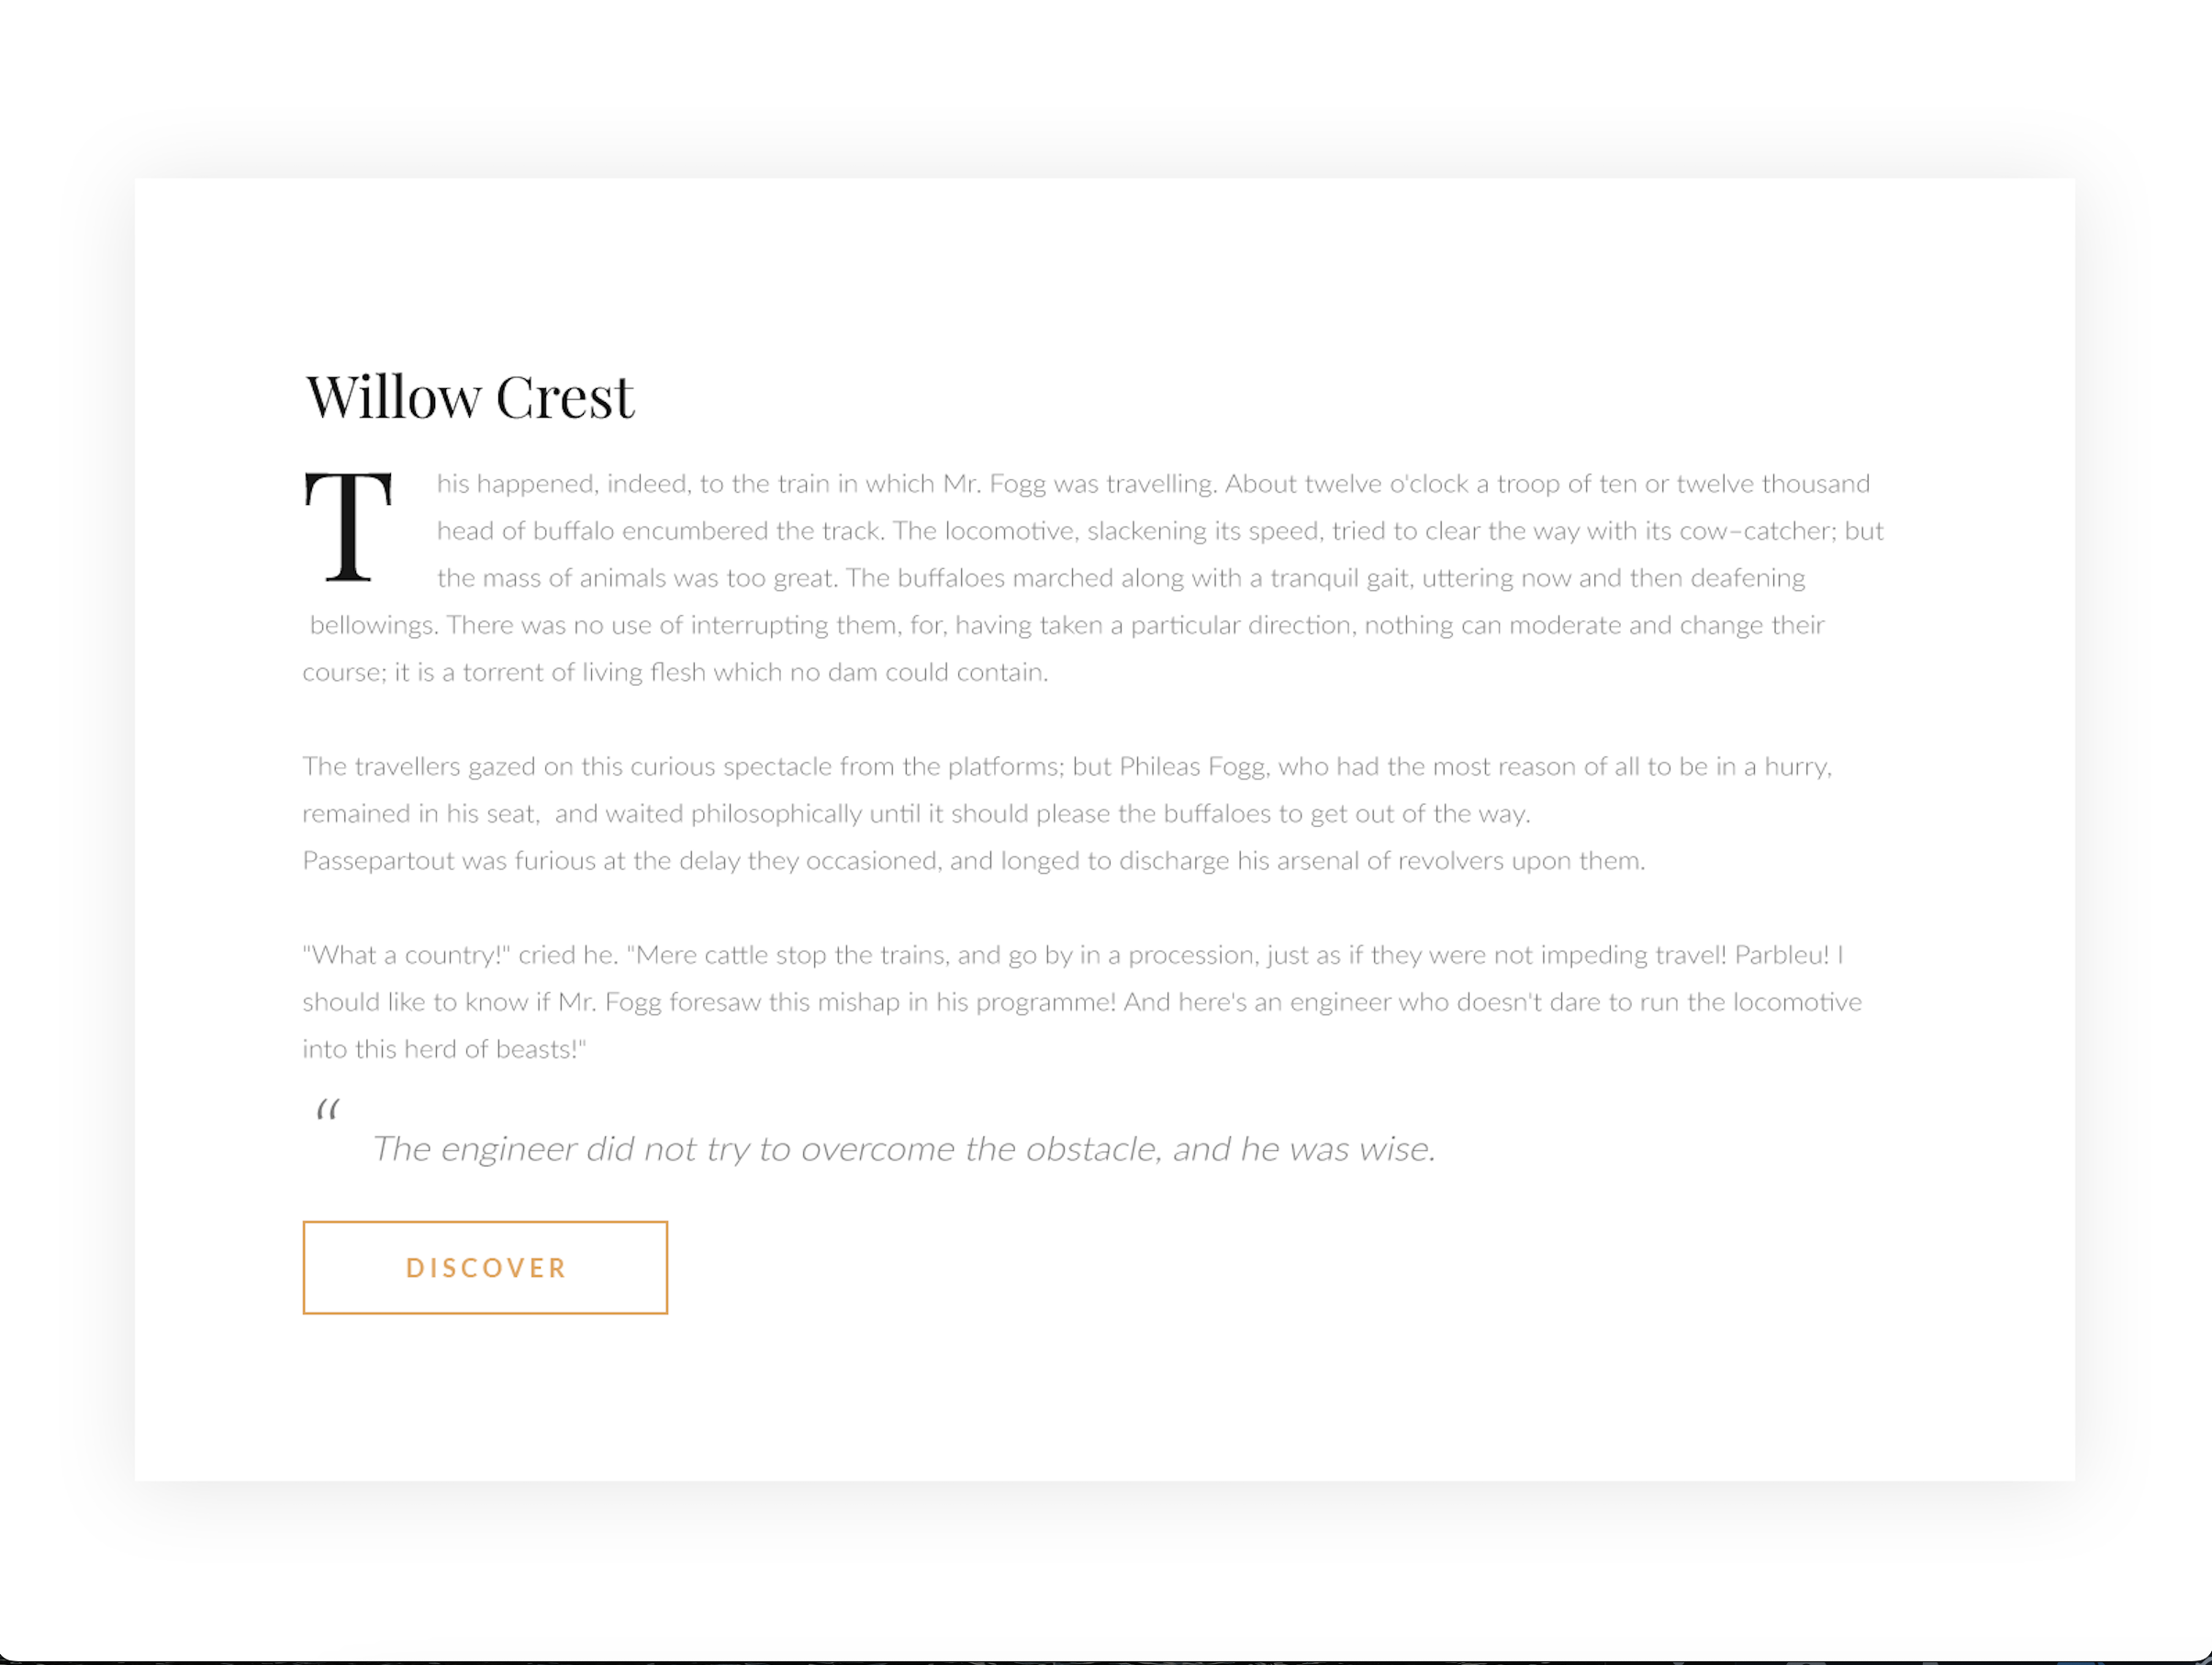 Willow Crest
This happened, indeed, to the train in which Mr. Fogg was travelling. About twelve o'clock a troop of ten or twelve thousand
head of buffalo encumbered the track. The locomotive, slackening its speed, tried to clear the way with its cow-catcher; but
the mass of animals was too great. The buffaloes marched along with a tranquil gait, uttering now and then deafening
bellowings. There was no use of interrupting them, for, having taken a particular direction, nothing can moderate and change their
course; it is a torrent of living flesh which no dam could contain.
The travellers gazed on this curious spectacle from the platforms; but Phileas Fogg, who had the most reason of all to be in a hurry,
remained in his seat,  and waited philosophically until it should please the buffaloes to get out of the way.
Passepartout was furious at the delay they occasioned, and longed to discharge his arsenal of revolvers upon them.
"What a country!" cried he. "Mere cattle stop the trains, and go by in a procession, just as if they were not impeding travel! Parbleu! I
should like to know if Mr. Fogg foresaw this mishap in his programme! And here's an engineer who doesn't dare to run the locomotive
into this herd of beasts!"
“ The engineer did not try to overcome the obstacle, and he was wise.
DISCOVER